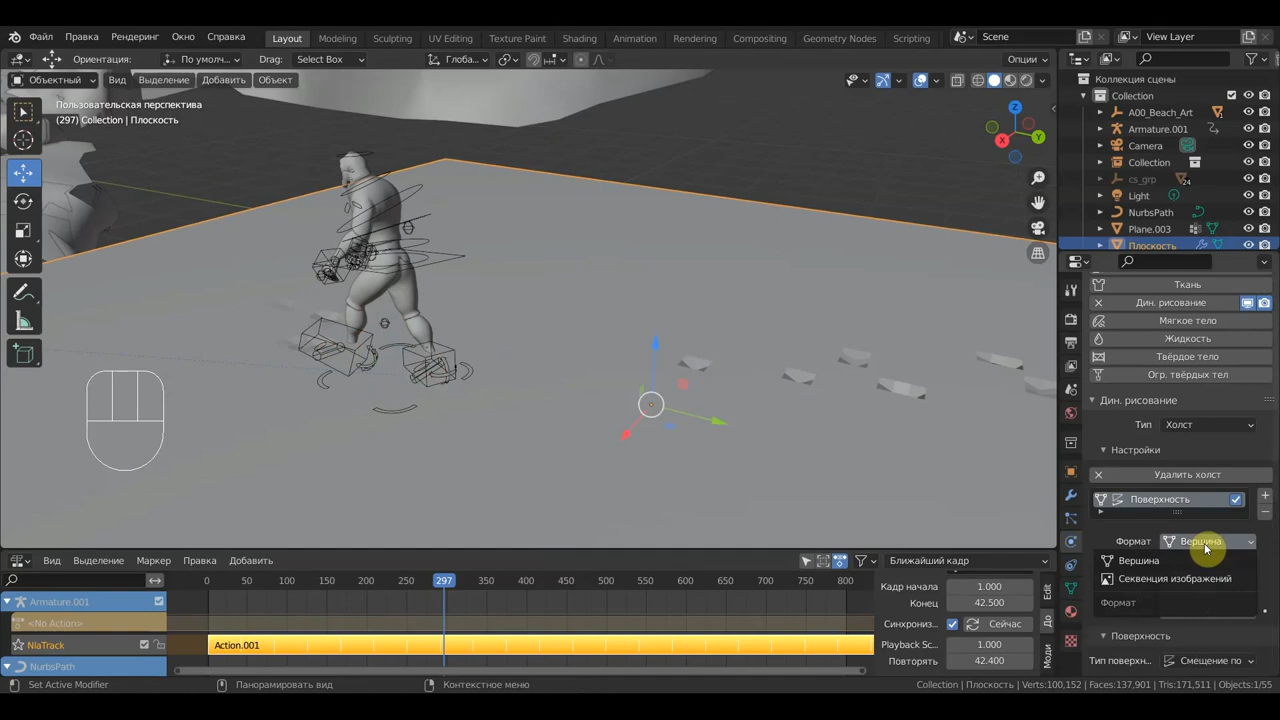 Файл Правка Рендеринг Окно Справка Layout Modeling Sculpting UV Editing Texture Paint Shading Animation Rendering Compositing Geometry Nodes Scripting Scene View Layer
Ориентация: По умолч... Drag: Select Box Глоба... Опции
Объектный Вид Выделение Добавить Объект
Пользовательская перспектива
(297) Collection | Плоскость
Z
Y
X
Коллекция сцены
Collection
A00_Beach_Art 1
Armature.001
Camera
Collection
cs_grp 24
Light
NurbsPath
Plane.003
Плоскость
Ткань
Дин. рисование
Мягкое тело
Жидкость
Твёрдое тело
Огр. твёрдых тел
Дин. рисование
Тип Холст
Настройки
Удалить холст
Поверхность
Формат Вершина
Вершина
Секвенция изображений
Формат
Поверхность
Тип поверхн... Смещение по
Вид Выделение Маркер Правка Добавить Ближайший кадр
0 50 100 150 200 250 297 350 400 450 500 550 600 650 700 750 800
Armature.001
<No Action>
NlaTrack Action.001
NurbsPath
Кадр начала 1.000
Конец 42.500
Синхрониз... Сейчас
Playback Sc... 1.000
Повторять 42.400
Edit
До
Моди
Set Active Modifier Панорамировать вид Контекстное меню Collection | Плоскость | Verts:100,152 | Faces:137,901 | Tris:171,511 | Objects:1/55